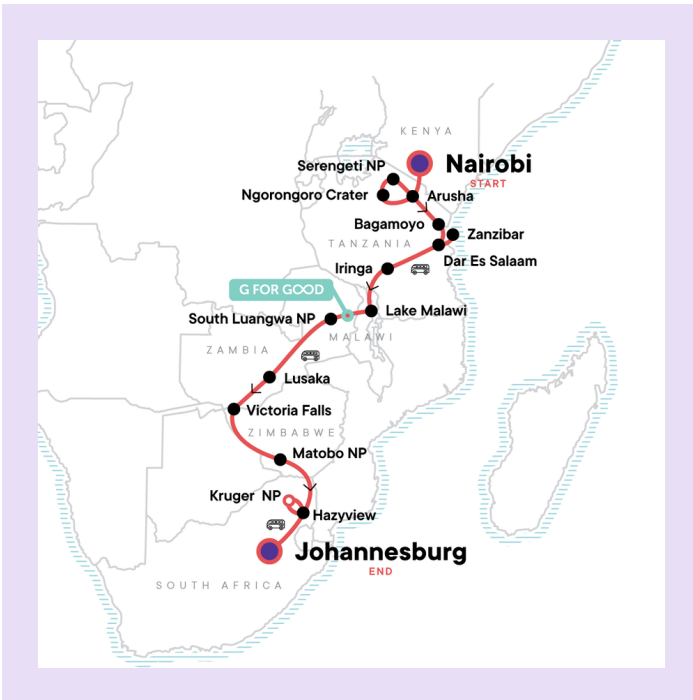 KENYA
Serengeti NP
Nairobi
START
Ngorongoro Crater
Arusha
Bagamoyo
Zanzibar
TANZANIA
Dar Es Salaam
Iringa
G FOR GOOD
Lake Malawi
South Luangwa NP
MALAWI
ZAMBIA
Lusaka
Victoria Falls
ZIMBABWE
Matobo NP
Kruger NP
Hazyview
Johannesburg
END
SOUTH AFRICA